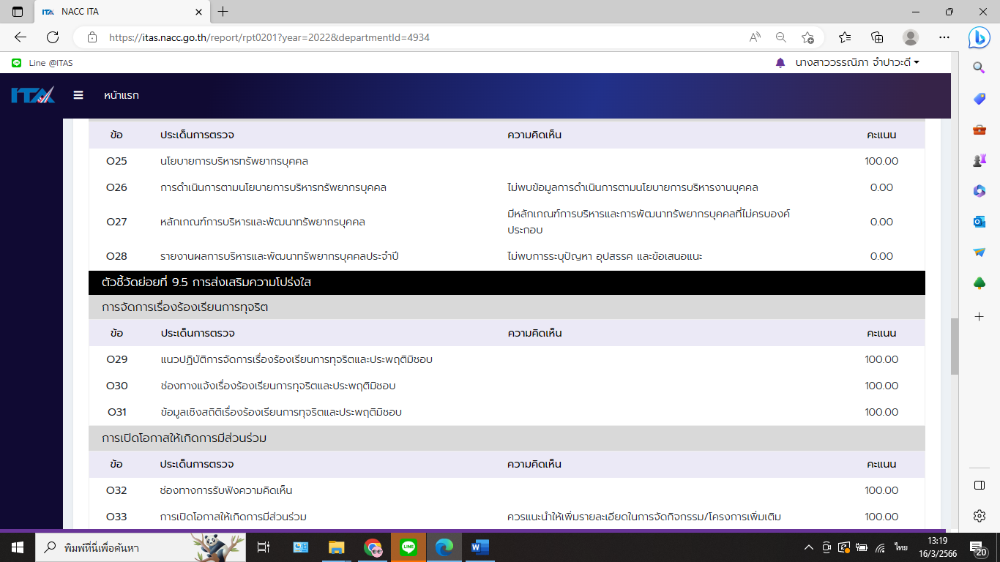 NACC ITA
https://itas.nacc.go.th/report/rpt0201?year=2022&departmentId=4934
Line @ITAS
นางสาววรรณิภา จำปาวะดี
ITA
หน้าแรก
ข้อ ประเด็นการตรวจ ความคิดเห็น คะแนน
O25 นโยบายการบริหารทรัพยากรบุคคล 100.00
O26 การดำเนินการตามนโยบายการบริหารทรัพยากรบุคคล ไม่พบข้อมูลการดำเนินการตามนโยบายการบริหารงานบุคคล 0.00
O27 หลักเกณฑ์การบริหารและพัฒนาทรัพยากรบุคคล มีหลักเกณฑ์การบริหารและการพัฒนาทรัพยากรบุคคลที่ไม่ครบองค์
ประกอบ 0.00
O28 รายงานผลการบริหารและพัฒนาทรัพยากรบุคคลประจำปี ไม่พบการระบุปัญหา อุปสรรค และข้อเสนอแนะ 0.00
ตัวชี้วัดย่อยที่ 9.5 การส่งเสริมความโปร่งใส
การจัดการเรื่องร้องเรียนการทุจริต
ข้อ ประเด็นการตรวจ ความคิดเห็น คะแนน
O29 แนวปฏิบัติการจัดการเรื่องร้องเรียนการทุจริตและประพฤติมิชอบ 100.00
O30 ช่องทางแจ้งเรื่องร้องเรียนการทุจริตและประพฤติมิชอบ 100.00
O31 ข้อมูลเชิงสถิติเรื่องร้องเรียนการทุจริตและประพฤติมิชอบ 100.00
การเปิดโอกาสให้เกิดการมีส่วนร่วม
ข้อ ประเด็นการตรวจ ความคิดเห็น คะแนน
O32 ช่องทางการรับฟังความคิดเห็น 100.00
O33 การเปิดโอกาสให้เกิดการมีส่วนร่วม ควรแนะนำให้เพิ่มรายละเอียดในการจัดกิจกรรม/โครงการเพิ่มเติม 100.00
พิมพ์ที่นี่เพื่อค้นหา
LINE
ไทย
13:19
16/3/2566
20